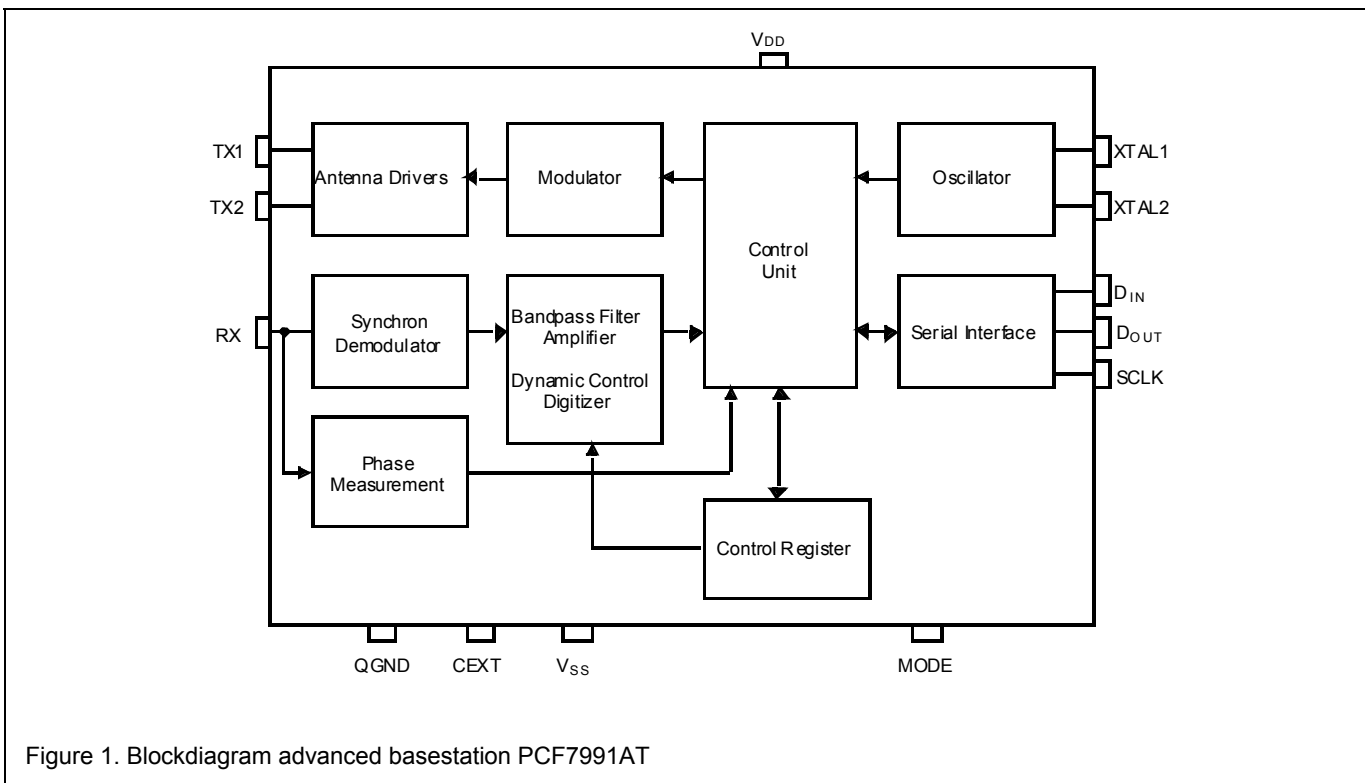 VDD
TX1
TX2
Antenna Drivers
Modulator
Control
Unit
Oscillator
XTAL1
XTAL2
RX
Synchron
Demodulator
Bandpass Filter
Amplifier
Dynamic Control
Digitizer
Serial Interface
DIN
DOUT
SCLK
Phase
Measurement
Control Register
QGND
CEXT
VSS
MODE
Figure 1. Blockdiagram advanced basestation PCF7991AT